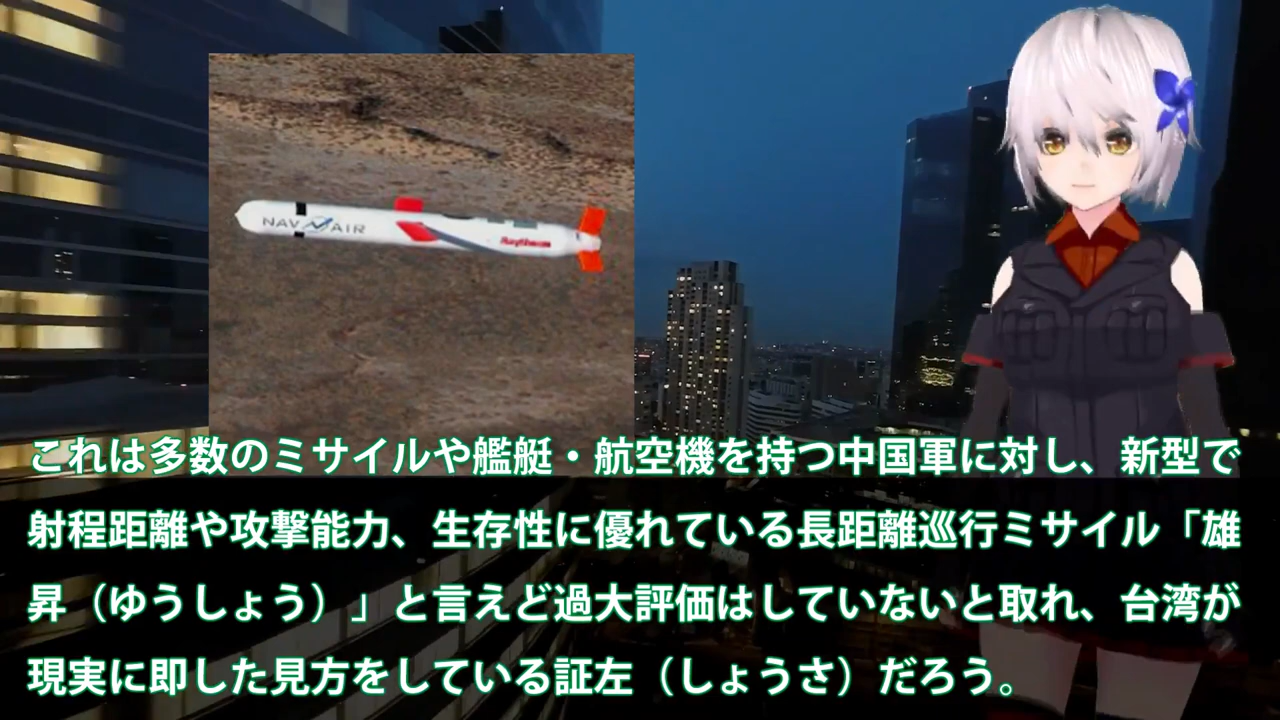 NAVAIR
Raytheon
これは多数のミサイルや艦艇・航空機を持つ中国軍に対し、新型で
射程距離や攻撃能力、生存性に優れている長距離巡行ミサイル「雄
昇（ゆうしょう）」と言えど過大評価はしていないと取れ、台湾が
現実に即した見方をしている証左（しょうさ）だろう。